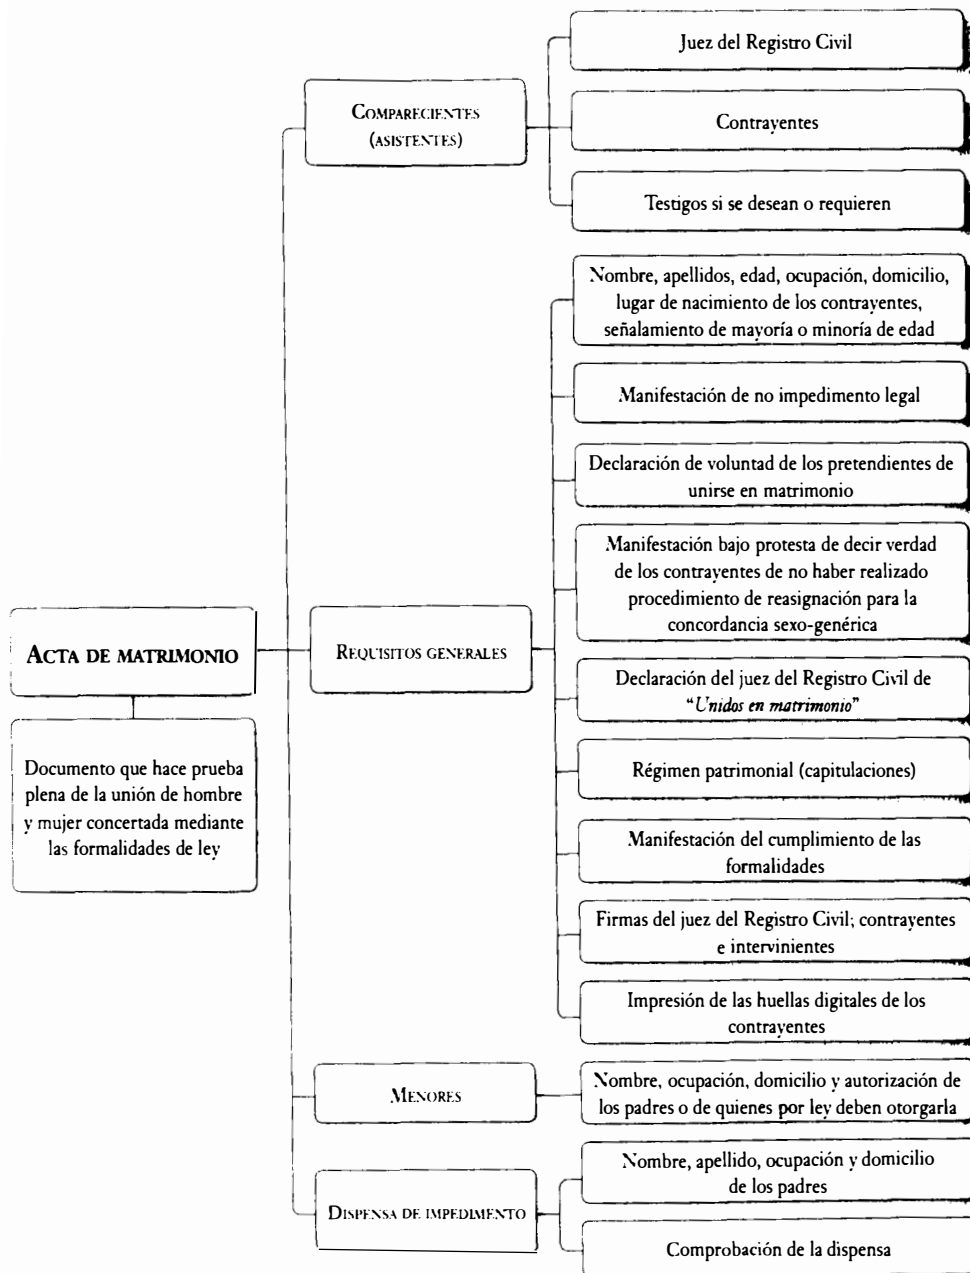 ACTA DE MATRIMONIO
Documento que hace prueba
plena de la unión de hombre
y mujer concertada mediante
las formalidades de ley
COMPARECIENTES
(ASISTENTES)
Juez del Registro Civil
Contrayentes
Testigos si se desean o requieren
REQUISITOS GENERALES
Nombre, apellidos, edad, ocupación, domicilio,
lugar de nacimiento de los contrayentes,
señalamiento de mayoría o minoría de edad
Manifestación de no impedimento legal
Declaración de voluntad de los pretendientes de
unirse en matrimonio
Manifestación bajo protesta de decir verdad
de los contrayentes de no haber realizado
procedimiento de reasignación para la
concordancia sexo-genérica
Declaración del juez del Registro Civil de
“Unidos en matrimonio”
Régimen patrimonial (capitulaciones)
Manifestación del cumplimiento de las
formalidades
Firmas del juez del Registro Civil; contrayentes
e intervinientes
Impresión de las huellas digitales de los
contrayentes
MENORES
Nombre, ocupación, domicilio y autorización de
los padres o de quienes por ley deben otorgarla
DISPENSA DE IMPEDIMENTO
Nombre, apellido, ocupación y domicilio
de los padres
Comprobación de la dispensa